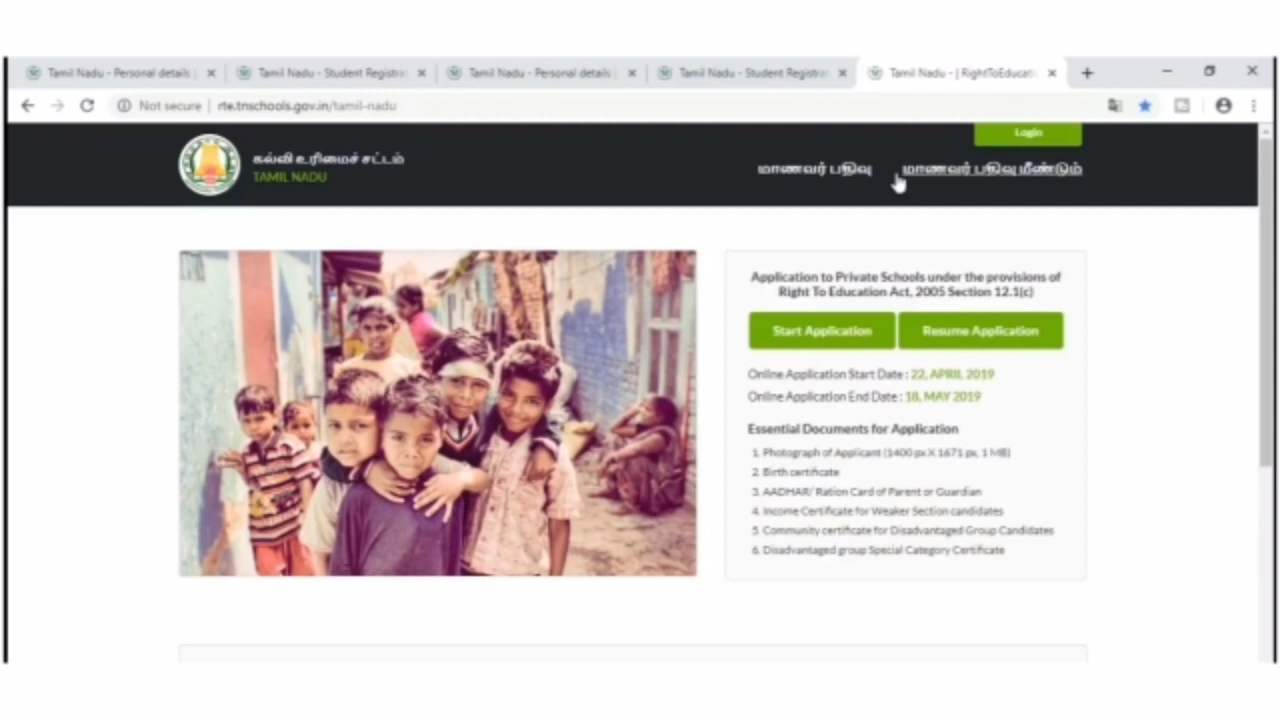 Tamil Nadu - Personal details
Tamil Nadu - Student Registra
Tamil Nadu - Personal details
Tamil Nadu - Student Registra
Tamil Nadu - | RightToEducati
Not secure | rte.tnschools.gov.in/tamil-nadu
Login
கல்வி உரிமைச் சட்டம்
TAMIL NADU
மாணவர் பதிவு
மாணவர் பதிவு மீண்டும்
Application to Private Schools under the provisions of
Right To Education Act, 2005 Section 12.1(c)
Start Application
Resume Application
Online Application Start Date : 22, APRIL 2019
Online Application End Date : 18, MAY 2019
Essential Documents for Application
1. Photograph of Applicant (1400 px X 1671 px, 1 MB)
2. Birth certificate
3. AADHAR/ Ration Card of Parent or Guardian
4. Income Certificate for Weaker Section candidates
5. Community certificate for Disadvantaged Group Candidates
6. Disadvantaged group Special Category Certificate